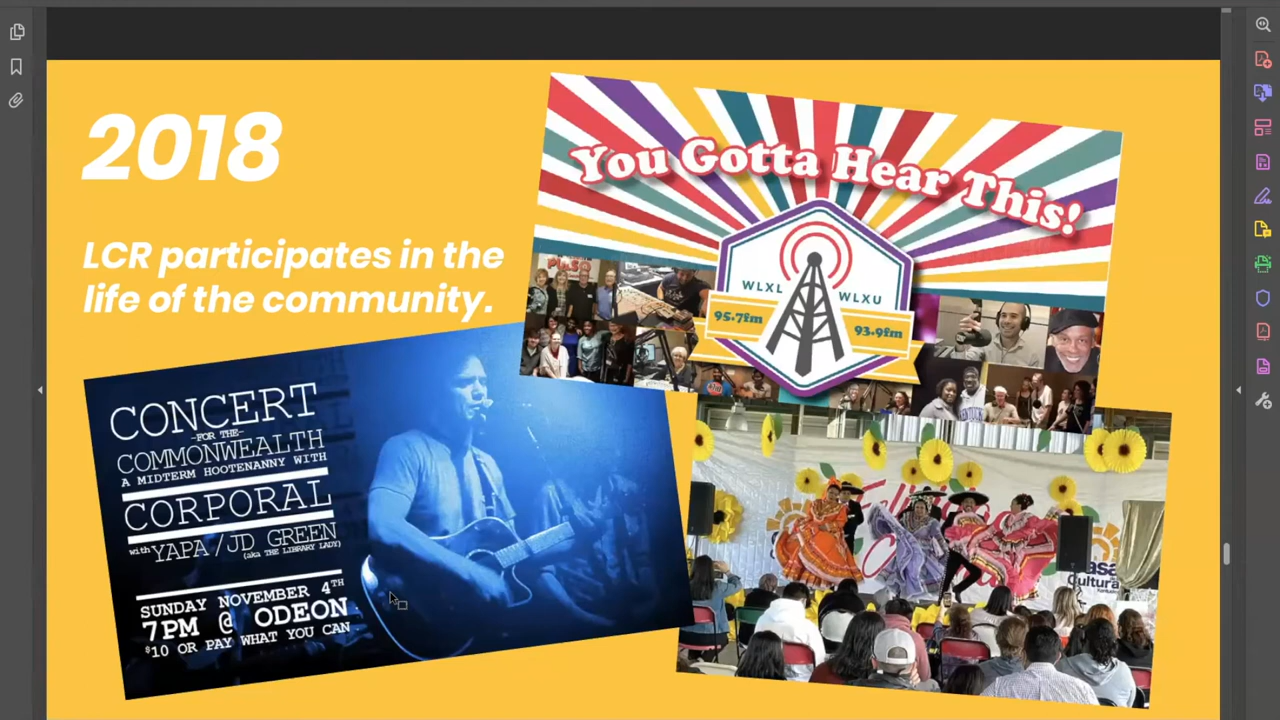 2018
LCR participates in the
life of the community.
You Gotta Hear This!
WLXL
WLXU
95.7fm
93.9fm
CONCERT
-FOR THE-
COMMONWEALTH
A MIDTERM HOOTENANNY WITH
CORPORAL
with YAPA/JD GREEN
(aka THE LIBRARY LADY)
SUNDAY NOVEMBER 4TH
7PM @ ODEON
$10 OR PAY WHAT YOU CAN
Cultura